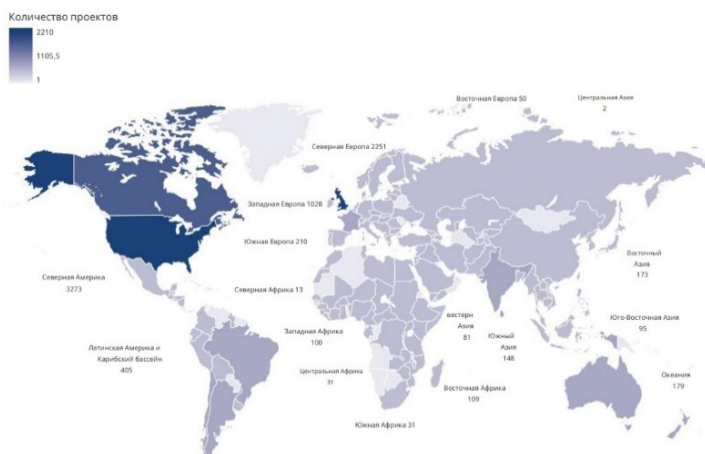 Количество проектов
2210
1105,5
1
Восточная Европа 50
Центральная Азия
2
Северная Европа 2251
Западная Европа 1028
Южная Европа 210
Восточный
Азия
173
Северная Америка
3273
Северная Африка 13
Западная Африка
100
вестерн
Азия
81
Южный
Азия
148
Юго-Восточная Азия
95
Латинская Америка и
Карибский бассейн
405
Центральная Африка
31
Восточная Африка
109
Океания
179
Южная Африка 31